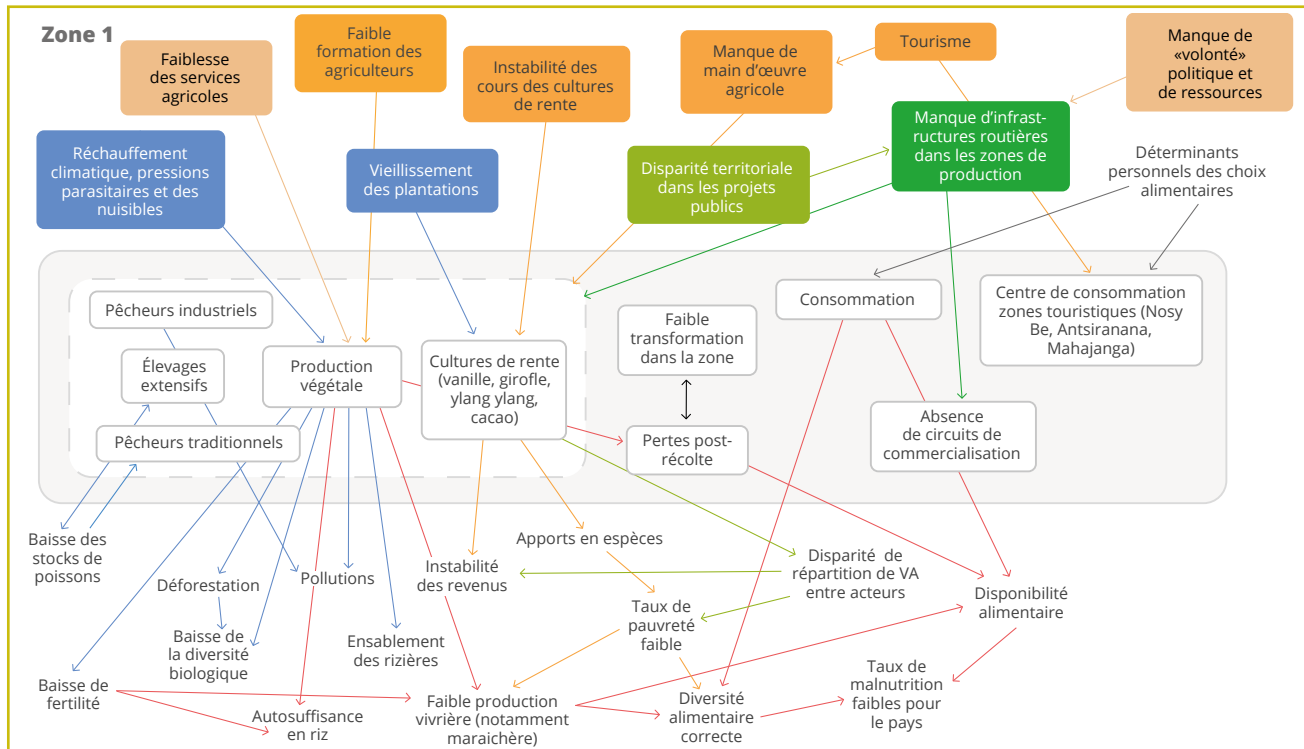 Zone 1
Faiblesse
des services
agricoles
Faible
formation des
agriculteurs
Instabilité des
cours des cultures
de rente
Manque de
main d’œuvre
agricole
Tourisme
Manque de
«volonté»
politique et
de ressources
Réchauffement
climatique, pressions
parasitaires et des
nuisibles
Vieillissement
des plantations
Disparité territoriale
dans les projets
publics
Manque d’infrast-
ructures routières
dans les zones de
production
Déterminants
personnels des choix
alimentaires
Pêcheurs industriels
Élevages
extensifs
Pêcheurs traditionnels
Production
végétale
Cultures de rente
(vanille, girofle,
ylang ylang,
cacao)
Faible
transformation
dans la zone
Pertes post-
récolte
Consommation
Centre de consommation
zones touristiques (Nosy
Be, Antsiranana,
Mahajanga)
Absence
de circuits de
commercialisation
Baisse des
stocks de
poissons
Déforestation
Pollutions
Instabilité
des revenus
Apports en espèces
Disparité de
répartition de VA
entre acteurs
Disponibilité
alimentaire
Baisse de
la diversité
biologique
Ensablement
des rizières
Taux de
pauvreté
faible
Baisse de
fertilité
Autosuffisance
en riz
Faible production
vivrière (notamment
maraichère)
Diversité
alimentaire
correcte
Taux de
malnutrition
faibles pour
le pays